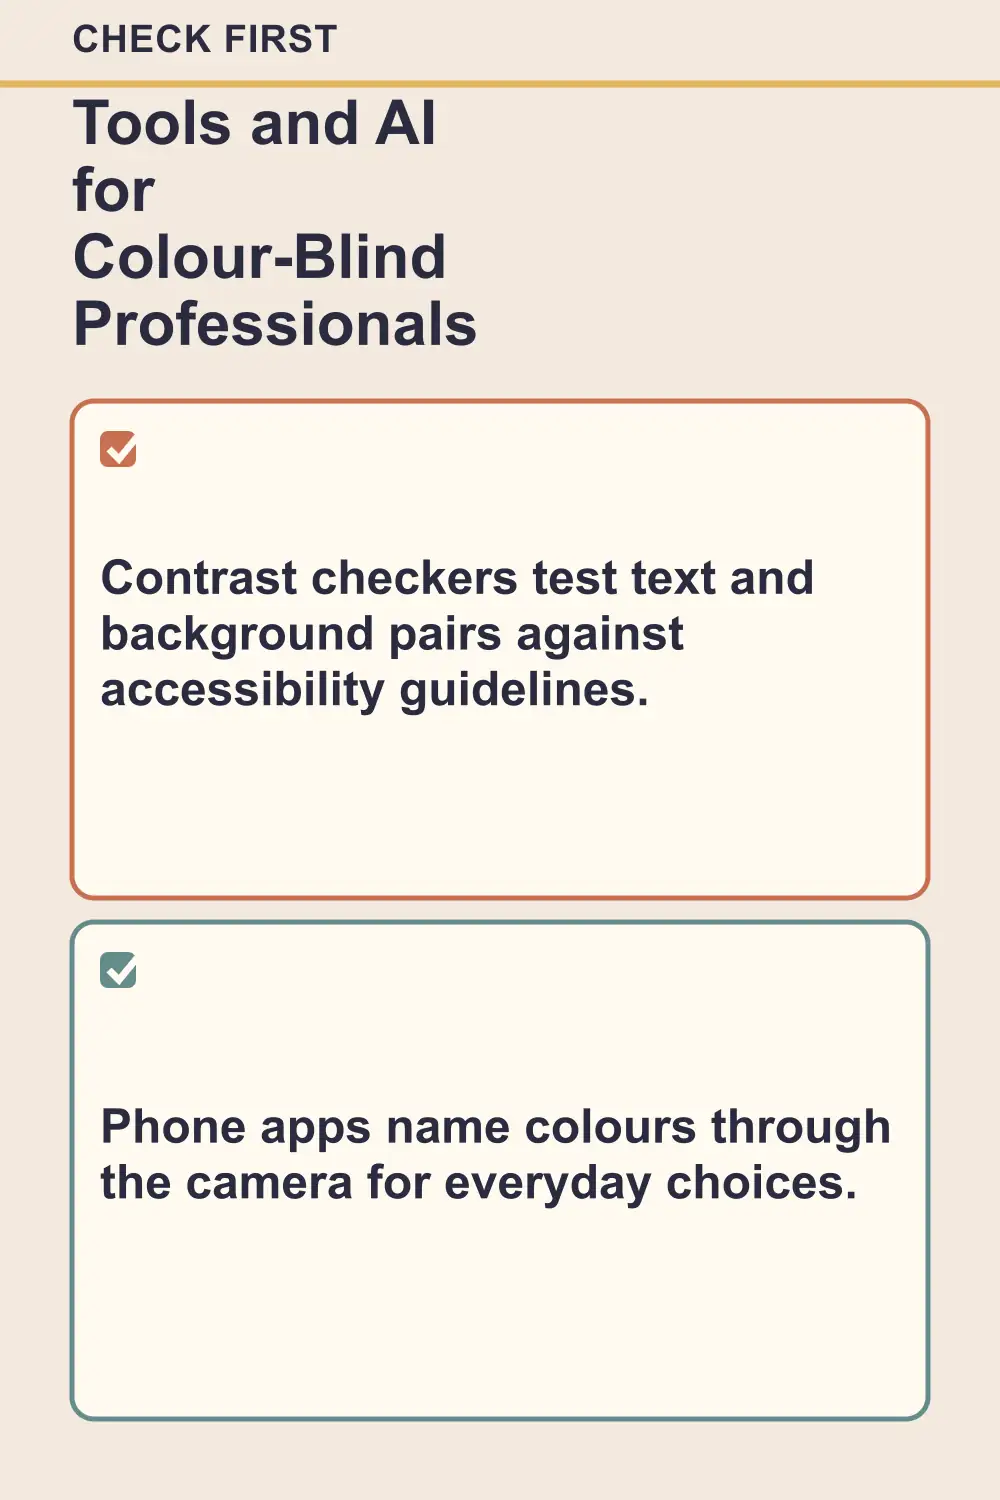 CHECK FIRST
Tools and AI
for
Colour-Blind
Professionals
Contrast checkers test text and
background pairs against
accessibility guidelines.
Phone apps name colours through
the camera for everyday choices.